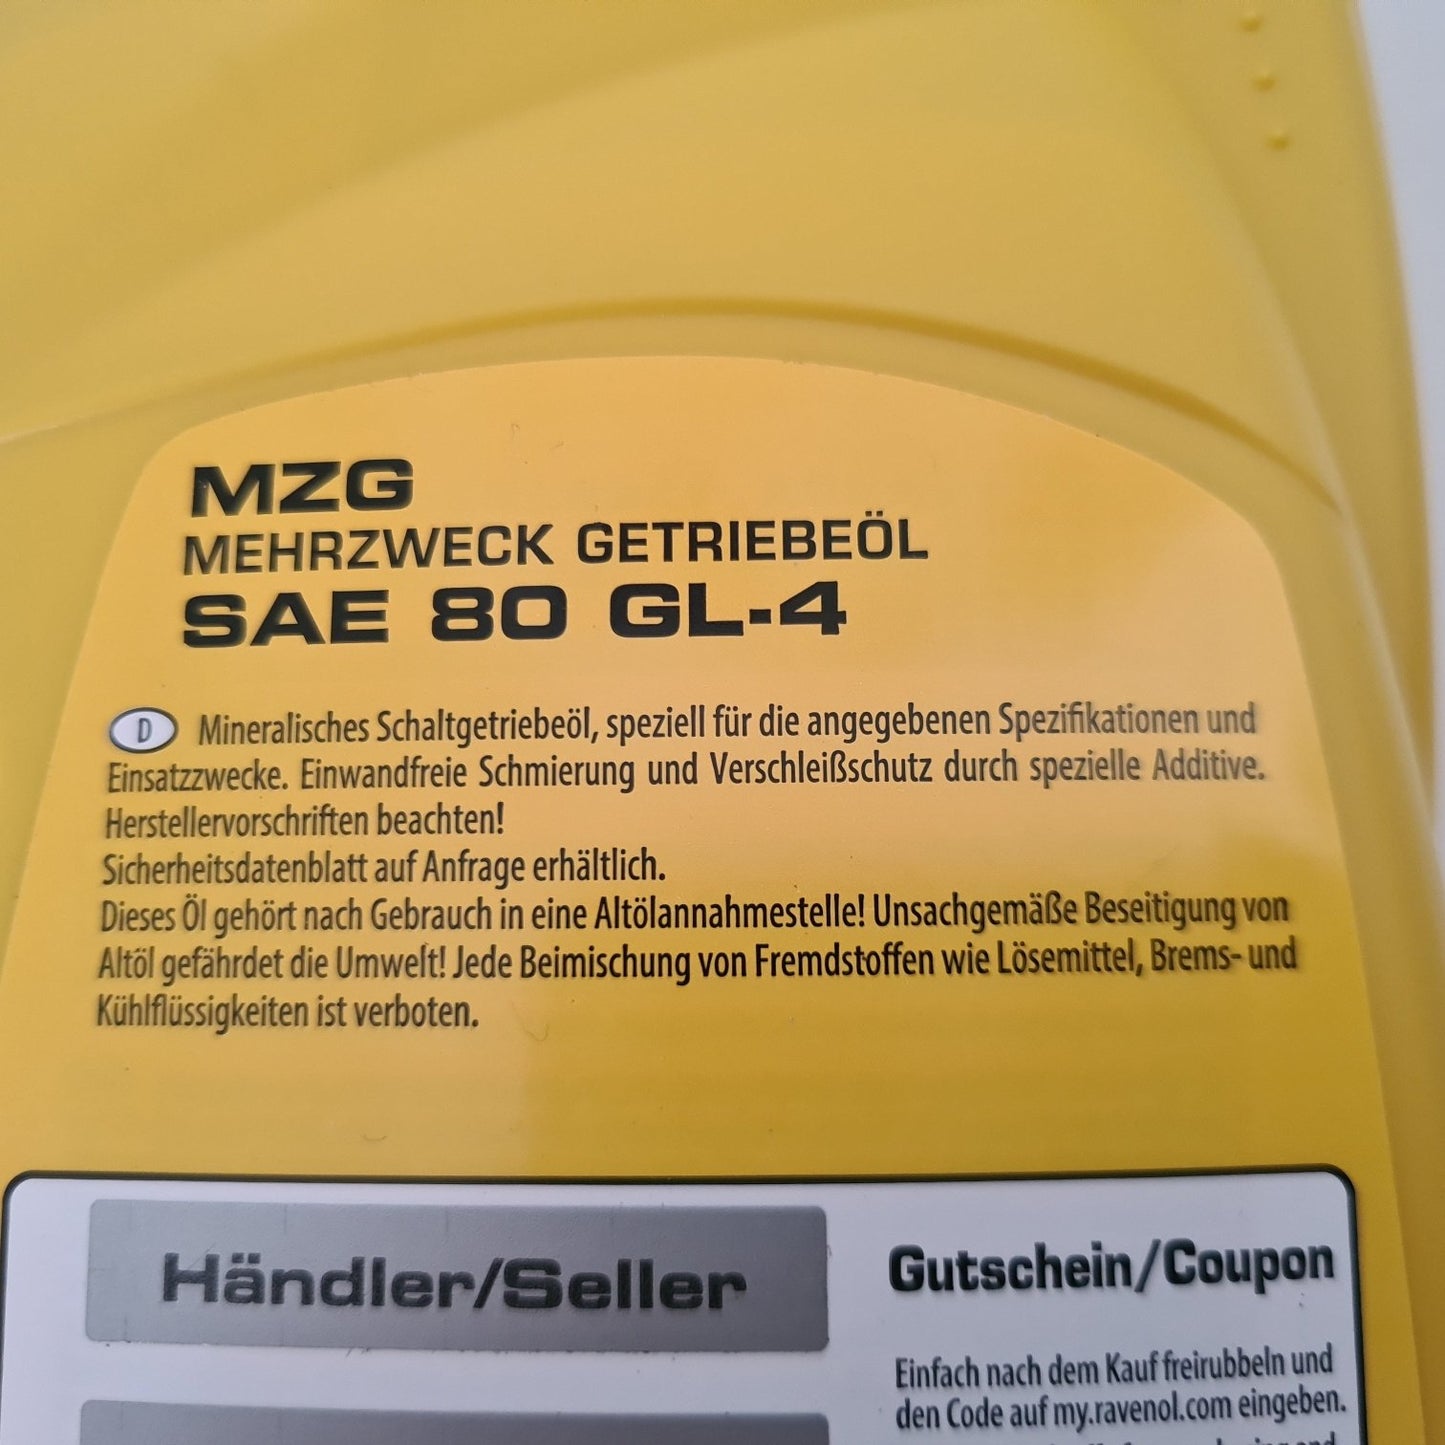 MZG
MEHRZWECK GETRIEBEÖL
SAE 80 GL-4
D Mineralisches Schaltgetriebeöl, speziell für die angegebenen Spezifikationen und
Einsatzzwecke. Einwandfreie Schmierung und Verschleißschutz durch spezielle Additive.
Herstellervorschriften beachten!
Sicherheitsdatenblatt auf Anfrage erhältlich.
Dieses Öl gehört nach Gebrauch in eine Altölannahmestelle! Unsachgemäße Beseitigung von
Altöl gefährdet die Umwelt! Jede Beimischung von Fremdstoffen wie Lösemittel, Brems- und
Kühlflüssigkeiten ist verboten.
Händler/Seller
Gutschein/Coupon
Einfach nach dem Kauf freirubbeln und
den Code auf my.ravenol.com eingeben.